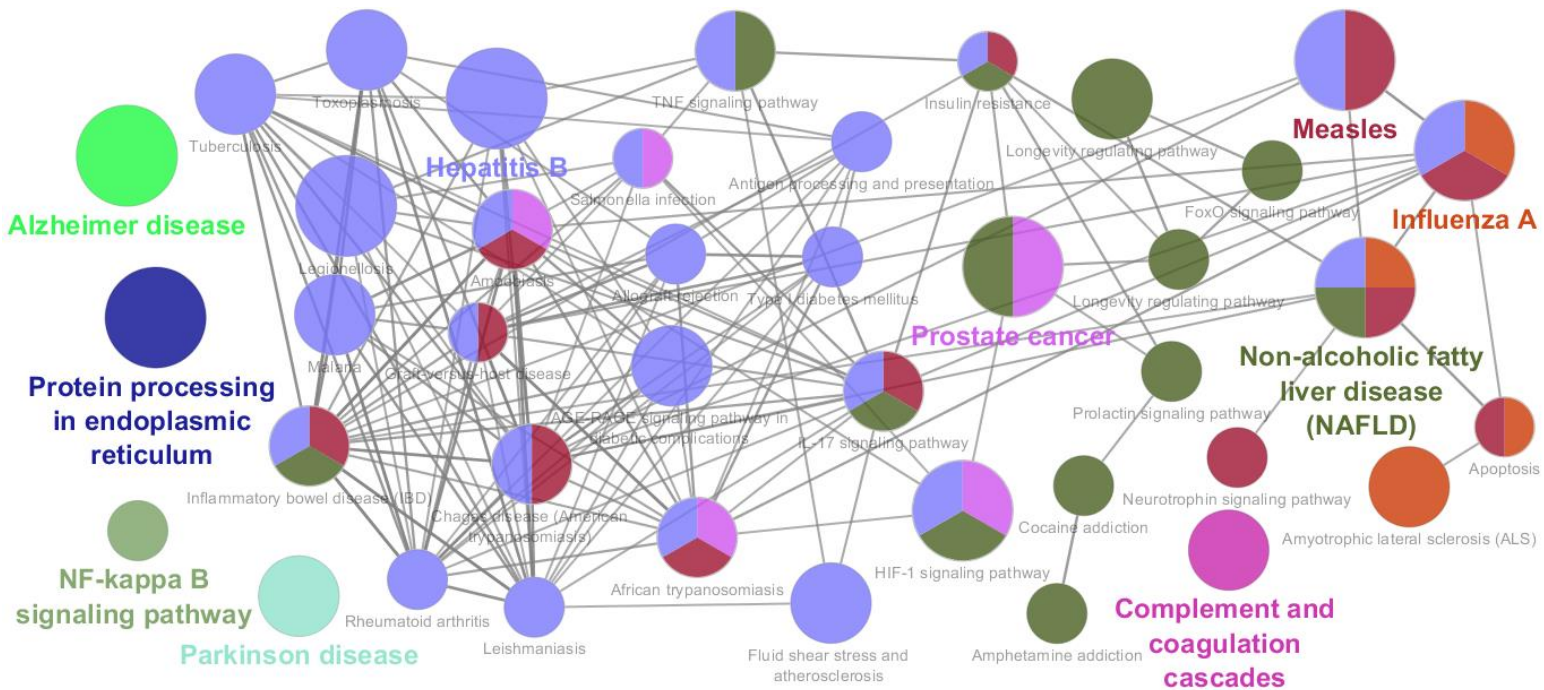 Toxoplasmosis
TNF signaling pathway
Insulin resistance
Tuberculosis
Measles
Longevity regulating pathway
Hepatitis B
Antigen processing and presentation
Salmonella infection
FoxO signaling pathway
Influenza A
Alzheimer disease
Legionellosis
Amoebiasis
Allograft rejection
Type I diabetes mellitus
Longevity regulating pathway
Prostate cancer
Malaria
Graft-versus-host disease
Non-alcoholic fatty
liver disease
(NAFLD)
Protein processing
in endoplasmic
reticulum
AGE-RAGE signaling pathway in
diabetic complications
IL-17 signaling pathway
Prolactin signaling pathway
Apoptosis
Inflammatory bowel disease (IBD)
Neurotrophin signaling pathway
Chagas disease (American
trypanosomiasis)
Cocaine addiction
Amyotrophic lateral sclerosis (ALS)
NF-kappa B
signaling pathway
HIF-1 signaling pathway
African trypanosomiasis
Complement and
coagulation
cascades
Rheumatoid arthritis
Leishmaniasis
Parkinson disease
Fluid shear stress and
atherosclerosis
Amphetamine addiction